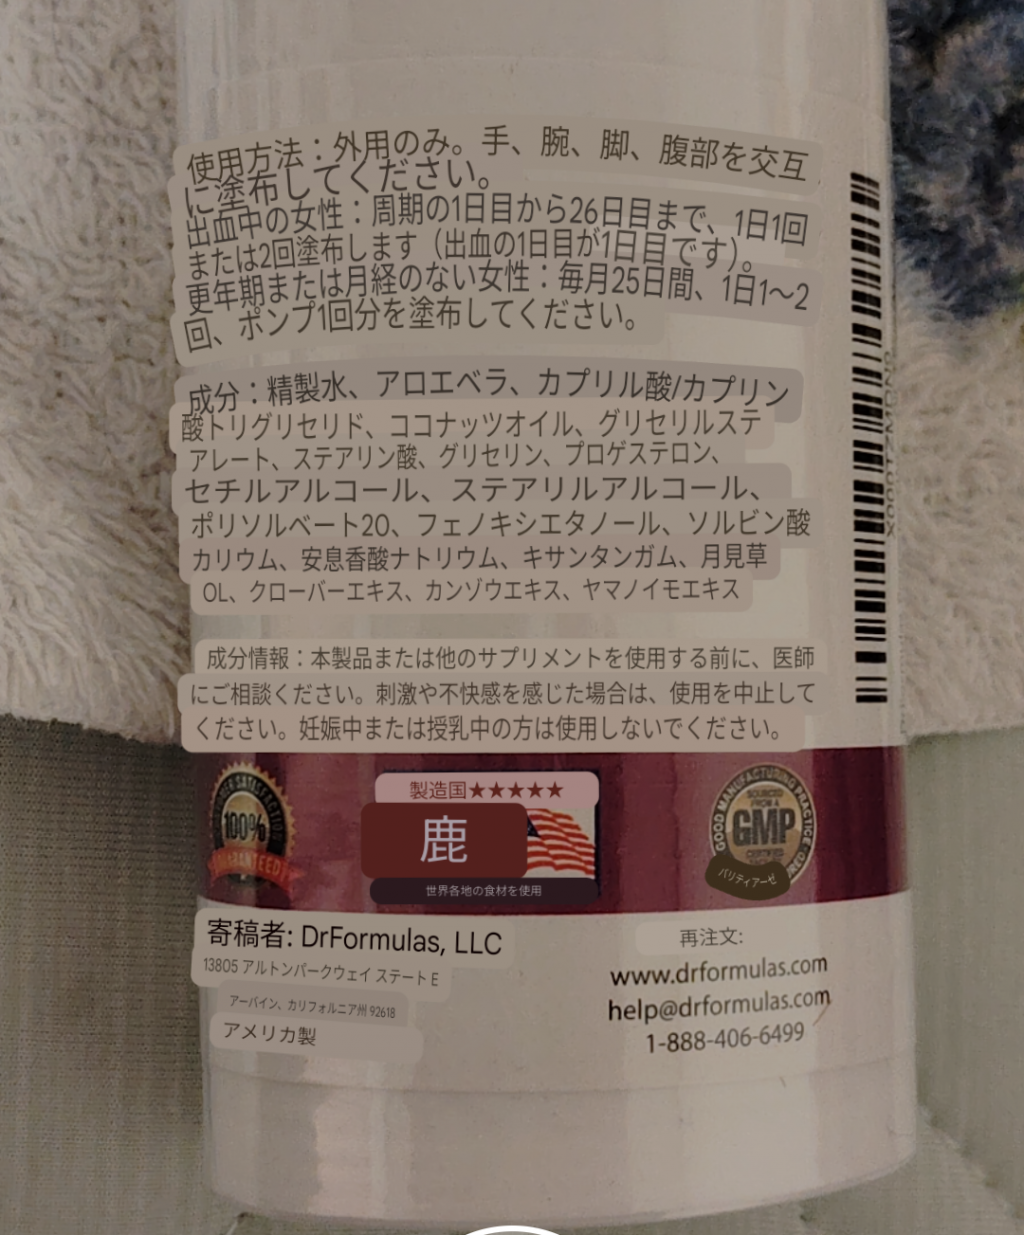 使用方法：外用のみ。手、腕、脚、腹部を交互
に塗布してください。
出血中の女性：周期の1日目から26日目まで、1日1回
または2回塗布します（出血の1日目が1日目です）。
更年期または月経のない女性：毎月25日間、1日1～2
回、ポンプ1回分を塗布してください。
成分：精製水、アロエベラ、カプリル酸/カプリン
酸トリグリセリド、ココナッツオイル、グリセリルステ
アレート、ステアリン酸、グリセリン、プロゲステロン、
セチルアルコール、ステアリルアルコール、
ポリソルベート20、フェノキシエタノール、ソルビン酸
カリウム、安息香酸ナトリウム、キサンタンガム、月見草
OL、クローバーエキス、カンゾウエキス、ヤマノイモエキス
成分情報：本製品または他のサプリメントを使用する前に、医師
にご相談ください。刺激や不快感を感じた場合は、使用を中止して
ください。妊娠中または授乳中の方は使用しないでください。
100%
GUARANTEED
製造国★★★★★
鹿
世界各地の食材を使用
GOOD MANUFACTURING PRACTICE
SOURCED
FROM A
GMP
CERTIFIED
バリティアーゼ
寄稿者: DrFormulas, LLC
13805 アルトンパークウェイ ステート E
アーバイン、カリフォルニア州 92618
アメリカ製
再注文:
www.drformulas.com
help@drformulas.com
1-888-406-6499